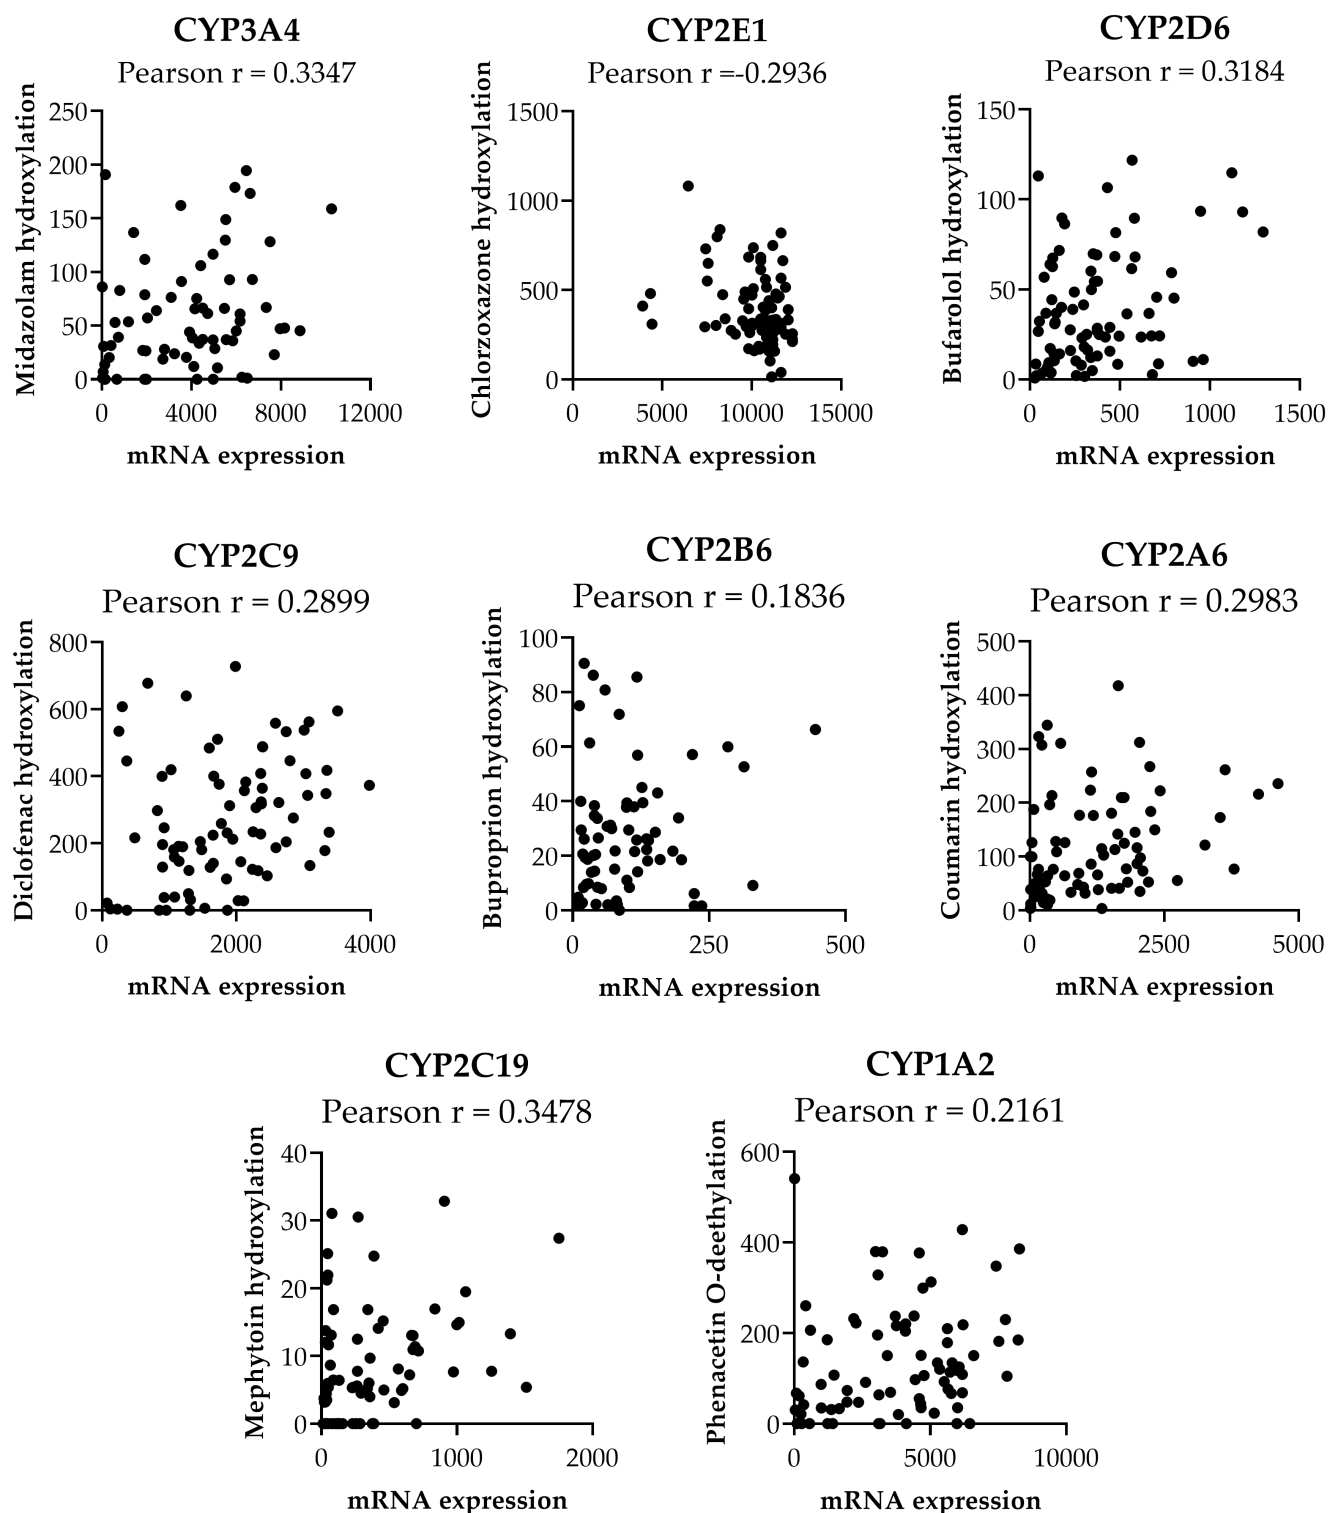 CYP3A4
Pearson r = 0.3347
Midazolam hydroxylation
250
200
150
100
50
0
0 4000 8000 12000
mRNA expression
CYP2E1
Pearson r =-0.2936
Chlorzoxazone hydroxylation
1500
1000
500
0
0 5000 10000 15000
mRNA expression
CYP2D6
Pearson r = 0.3184
Bufarolol hydroxylation
150
100
50
0
0 500 1000 1500
mRNA expression
CYP2C9
Pearson r = 0.2899
Diclofenac hydroxylation
800
600
400
200
0
0 2000 4000
mRNA expression
CYP2B6
Pearson r = 0.1836
Buproprion hydroxylation
100
80
60
40
20
0
0 250 500
mRNA expression
CYP2A6
Pearson r = 0.2983
Coumarin hydroxylation
500
400
300
200
100
0
0 2500 5000
mRNA expression
CYP2C19
Pearson r = 0.3478
Mephytoin hydroxylation
40
30
20
10
0
0 1000 2000
mRNA expression
CYP1A2
Pearson r = 0.2161
Phenacetin O-deethylation
600
400
200
0
0 5000 10000
mRNA expression